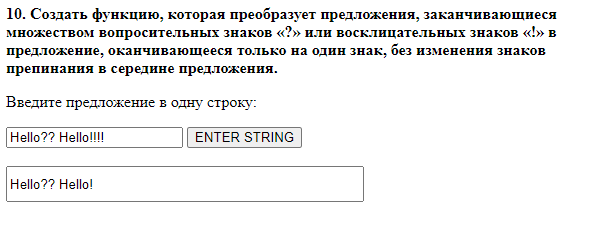 10. Создать функцию, которая преобразует предложения, заканчивающиеся
множеством вопросительных знаков «?» или восклицательных знаков «!» в
предложение, оканчивающееся только на один знак, без изменения знаков
препинания в середине предложения.
Введите предложение в одну строку:
Hello?? Hello!!!! ENTER STRING
Hello?? Hello!